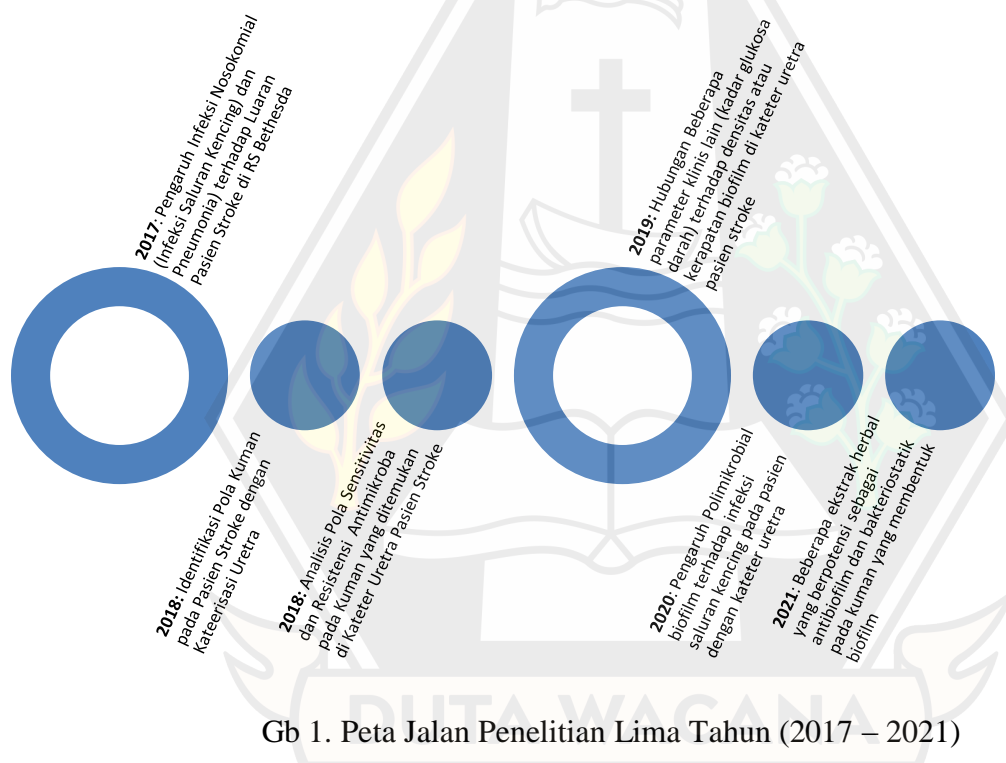 2017: Pengaruh Infeksi Nosokomial
(Infeksi Saluran Kencing) dan
Pneumonia) terhadap Luaran
Pasien Stroke di RS Bethesda
2018: Identifikasi Pola Kuman
pada Pasien Stroke dengan
Kateerisasi Uretra
2018: Analisis Pola Sensitivitas
dan Resistensi Antimikroba
pada Kuman yang ditemukan
di Kateter Uretra Pasien Stroke
2019: Hubungan Beberapa
parameter klinis lain (kadar glukosa
darah) terhadap densitas atau
kerapatan biofilm di kateter uretra
pasien stroke
2020: Pengaruh Polimikrobial
biofilm terhadap infeksi
saluran kencing pada pasien
dengan kateter uretra
2021: Beberapa ekstrak herbal
yang berpotensi sebagai
antibiofilm dan bakteriostatik
pada kuman yang membentuk
biofilm
DUTA WACANA
Gb 1. Peta Jalan Penelitian Lima Tahun (2017 – 2021)